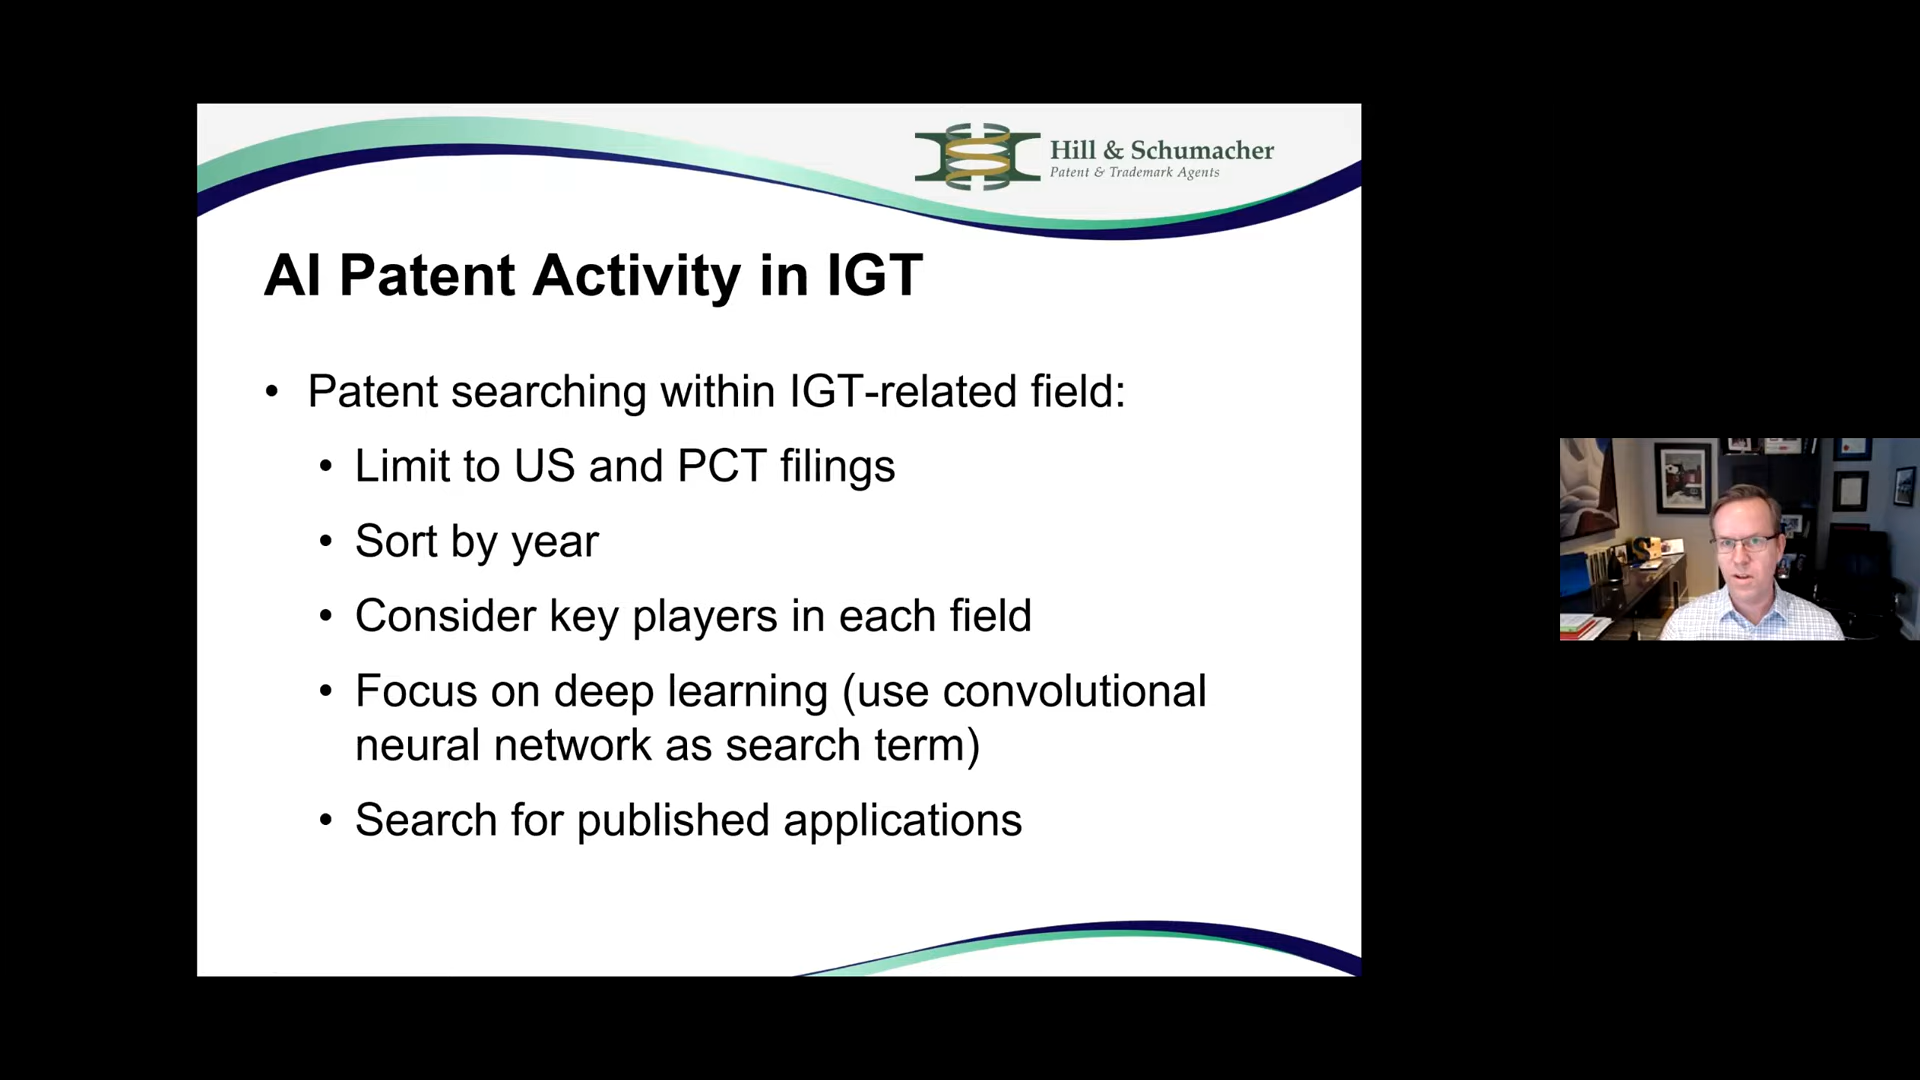 Hill & Schumacher
Patent & Trademark Agents
AI Patent Activity in IGT
• Patent searching within IGT-related field:
• Limit to US and PCT filings
• Sort by year
• Consider key players in each field
• Focus on deep learning (use convolutional
neural network as search term)
• Search for published applications